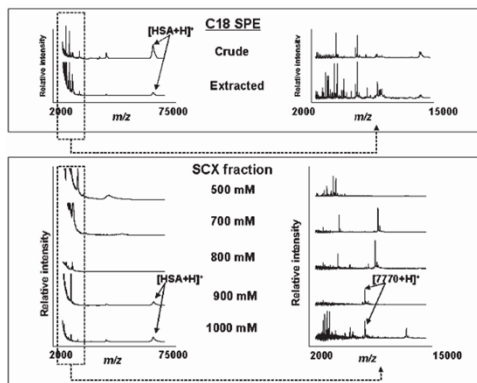 C18 SPE
[HSA+H]⁺
Crude
Extracted
Relative intensity
Relative intensity
2000
75000
m/z
2000
15000
m/z
SCX fraction
500 mM
700 mM
800 mM
900 mM
1000 mM
[HSA+H]⁺
[7770+H]⁺
Relative intensity
Relative intensity
2000
75000
m/z
2000
15000
m/z